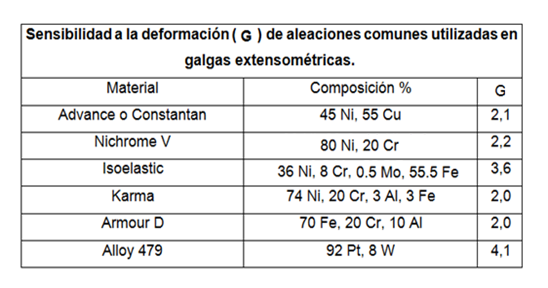 Sensibilidad a la deformación ( G ) de aleaciones comunes utilizadas en
galgas extensométricas.
Material Composición % G
Advance o Constantan 45 Ni, 55 Cu 2,1
Nichrome V 80 Ni, 20 Cr 2,2
Isoelastic 36 Ni, 8 Cr, 0.5 Mo, 55.5 Fe 3,6
Karma 74 Ni, 20 Cr, 3 Al, 3 Fe 2,0
Armour D 70 Fe, 20 Cr, 10 Al 2,0
Alloy 479 92 Pt, 8 W 4,1